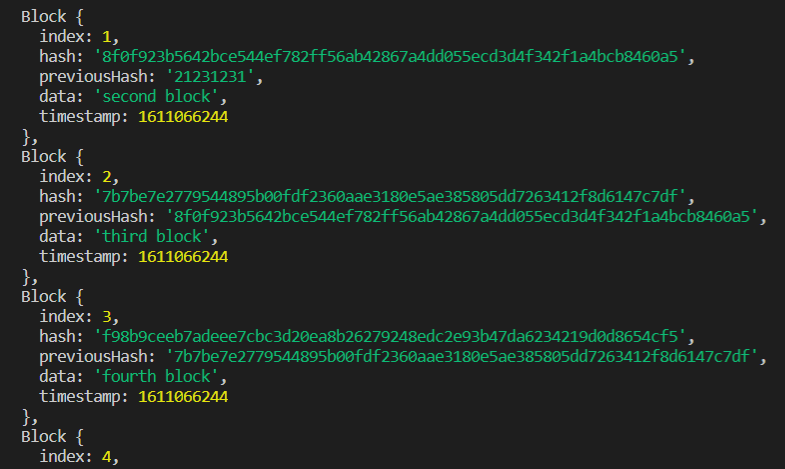 Block {
index: 1,
hash: '8f0f923b5642bce544ef782ff56ab42867a4dd055ecd3d4f342f1a4bcb8460a5',
previousHash: '21231231',
data: 'second block',
timestamp: 1611066244
},
Block {
index: 2,
hash: '7b7be7e2779544895b00fdf2360aae3180e5ae385805dd7263412f8d6147c7df',
previousHash: '8f0f923b5642bce544ef782ff56ab42867a4dd055ecd3d4f342f1a4bcb8460a5',
data: 'third block',
timestamp: 1611066244
},
Block {
index: 3,
hash: 'f98b9ceeb7adeee7cbc3d20ea8b26279248edc2e93b47da6234219d0d8654cf5',
previousHash: '7b7be7e2779544895b00fdf2360aae3180e5ae385805dd7263412f8d6147c7df',
data: 'fourth block',
timestamp: 1611066244
},
Block {
index: 4,